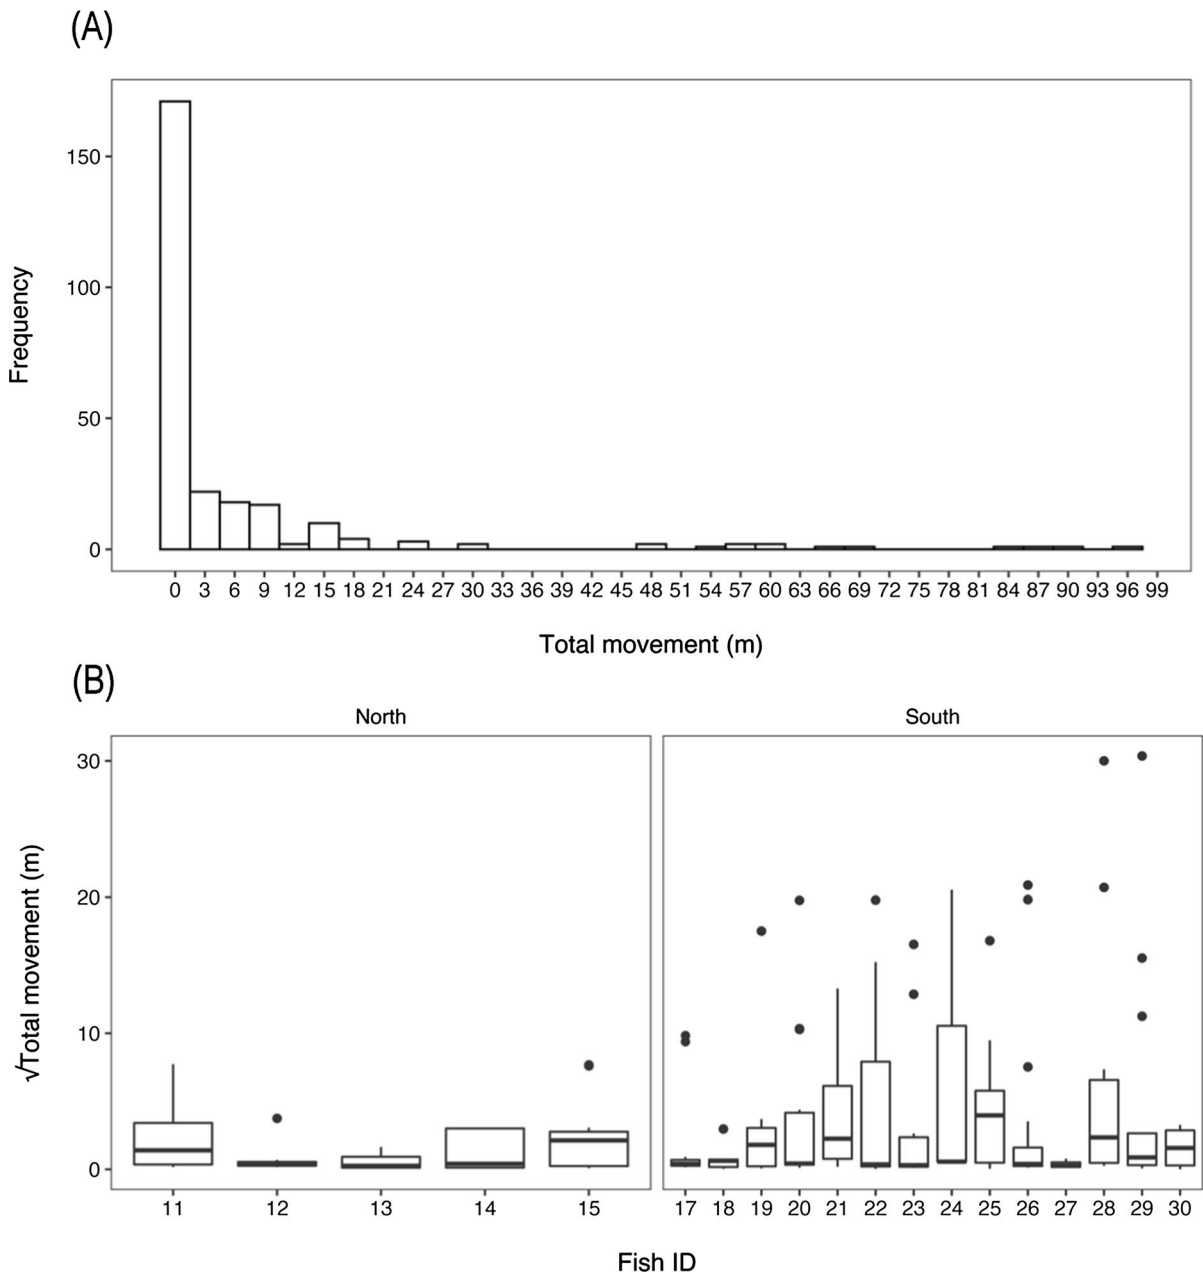 (A)
150
100
50
0
Frequency
0 3 6 9 12 15 18 21 24 27 30 33 36 39 42 45 48 51 54 57 60 63 66 69 72 75 78 81 84 87 90 93 96 99
Total movement (m)
(B)
North South
30
20
10
0
√Total movement (m)
11 12 13 14 15 17 18 19 20 21 22 23 24 25 26 27 28 29 30
Fish ID